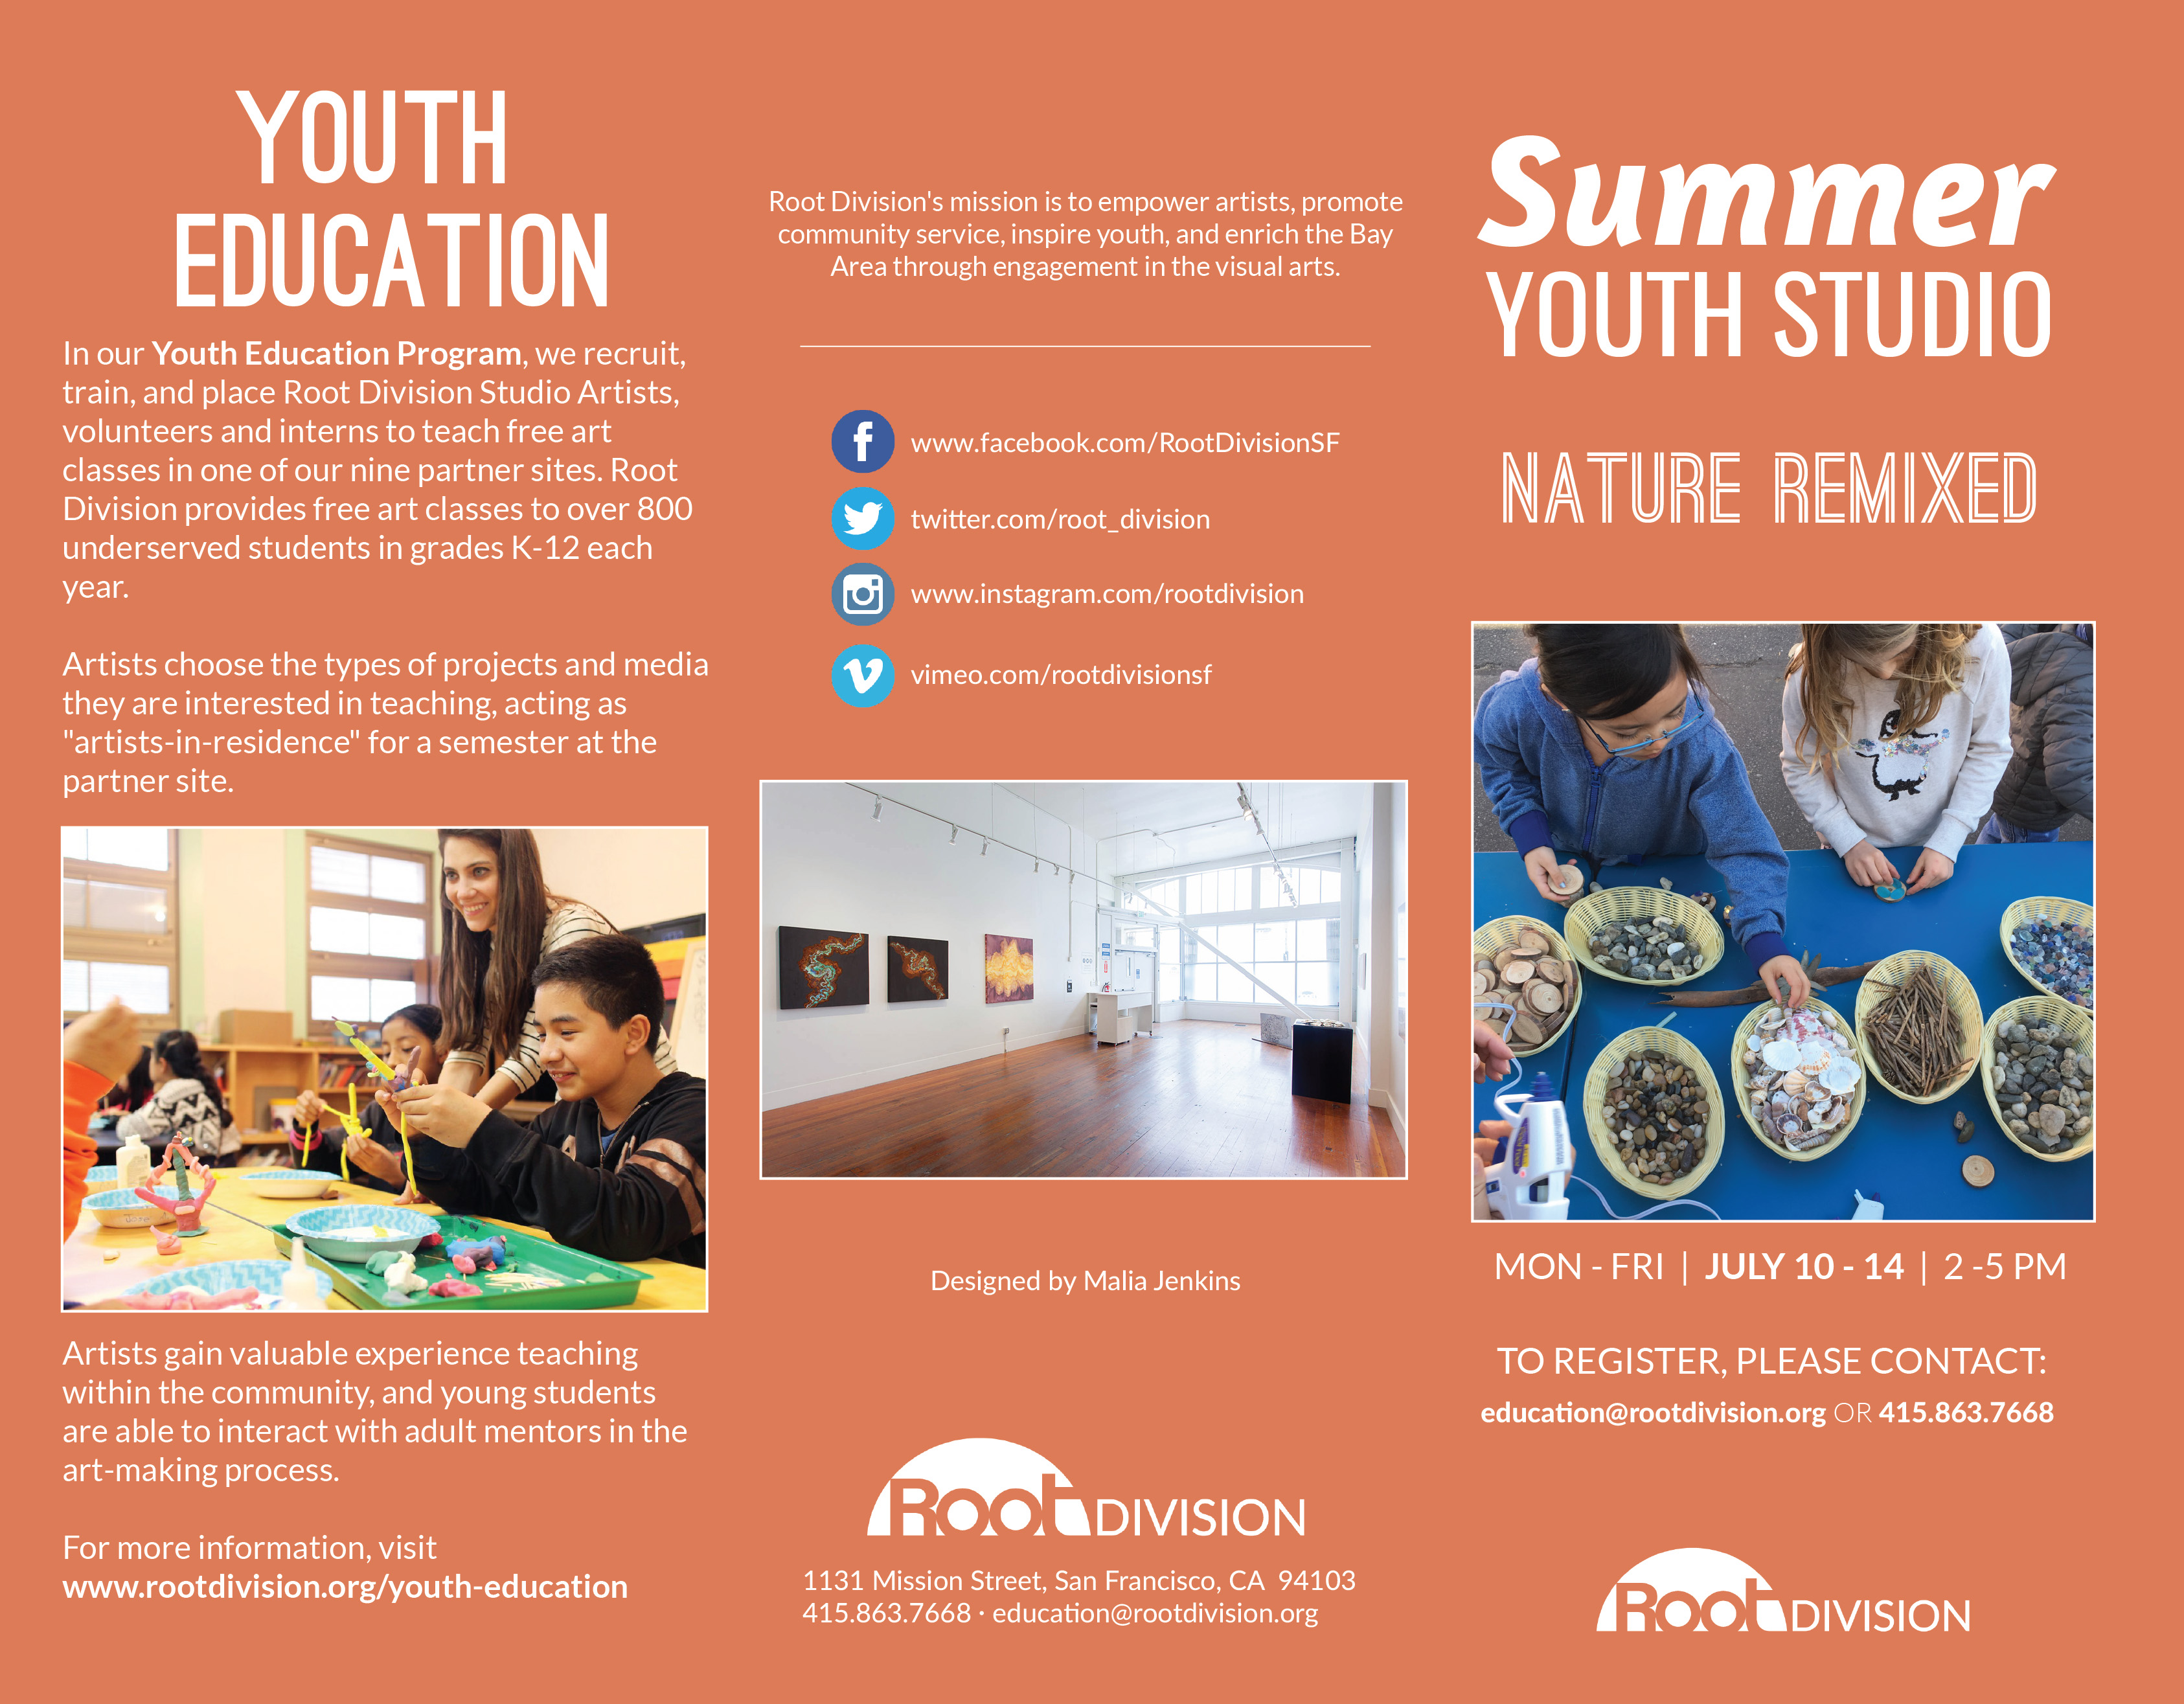 YOUTH
EDUCATION
In our Youth Education Program, we recruit,
train, and place Root Division Studio Artists,
volunteers and interns to teach free art
classes in one of our nine partner sites. Root
Division provides free art classes to over 800
underserved students in grades K-12 each
year.
Artists choose the types of projects and media
they are interested in teaching, acting as
"artists-in-residence" for a semester at the
partner site.
Artists gain valuable experience teaching
within the community, and young students
are able to interact with adult mentors in the
art-making process.
For more information, visit
www.rootdivision.org/youth-education
Root Division's mission is to empower artists, promote
community service, inspire youth, and enrich the Bay
Area through engagement in the visual arts.
www.facebook.com/RootDivisionSF
twitter.com/root_division
www.instagram.com/rootdivision
vimeo.com/rootdivisionsf
Designed by Malia Jenkins
Root DIVISION
1131 Mission Street, San Francisco, CA 94103
415.863.7668 · education@rootdivision.org
Summer
YOUTH STUDIO
NATURE REMIXED
MON - FRI | JULY 10 - 14 | 2 -5 PM
TO REGISTER, PLEASE CONTACT:
education@rootdivision.org OR 415.863.7668
Root DIVISION